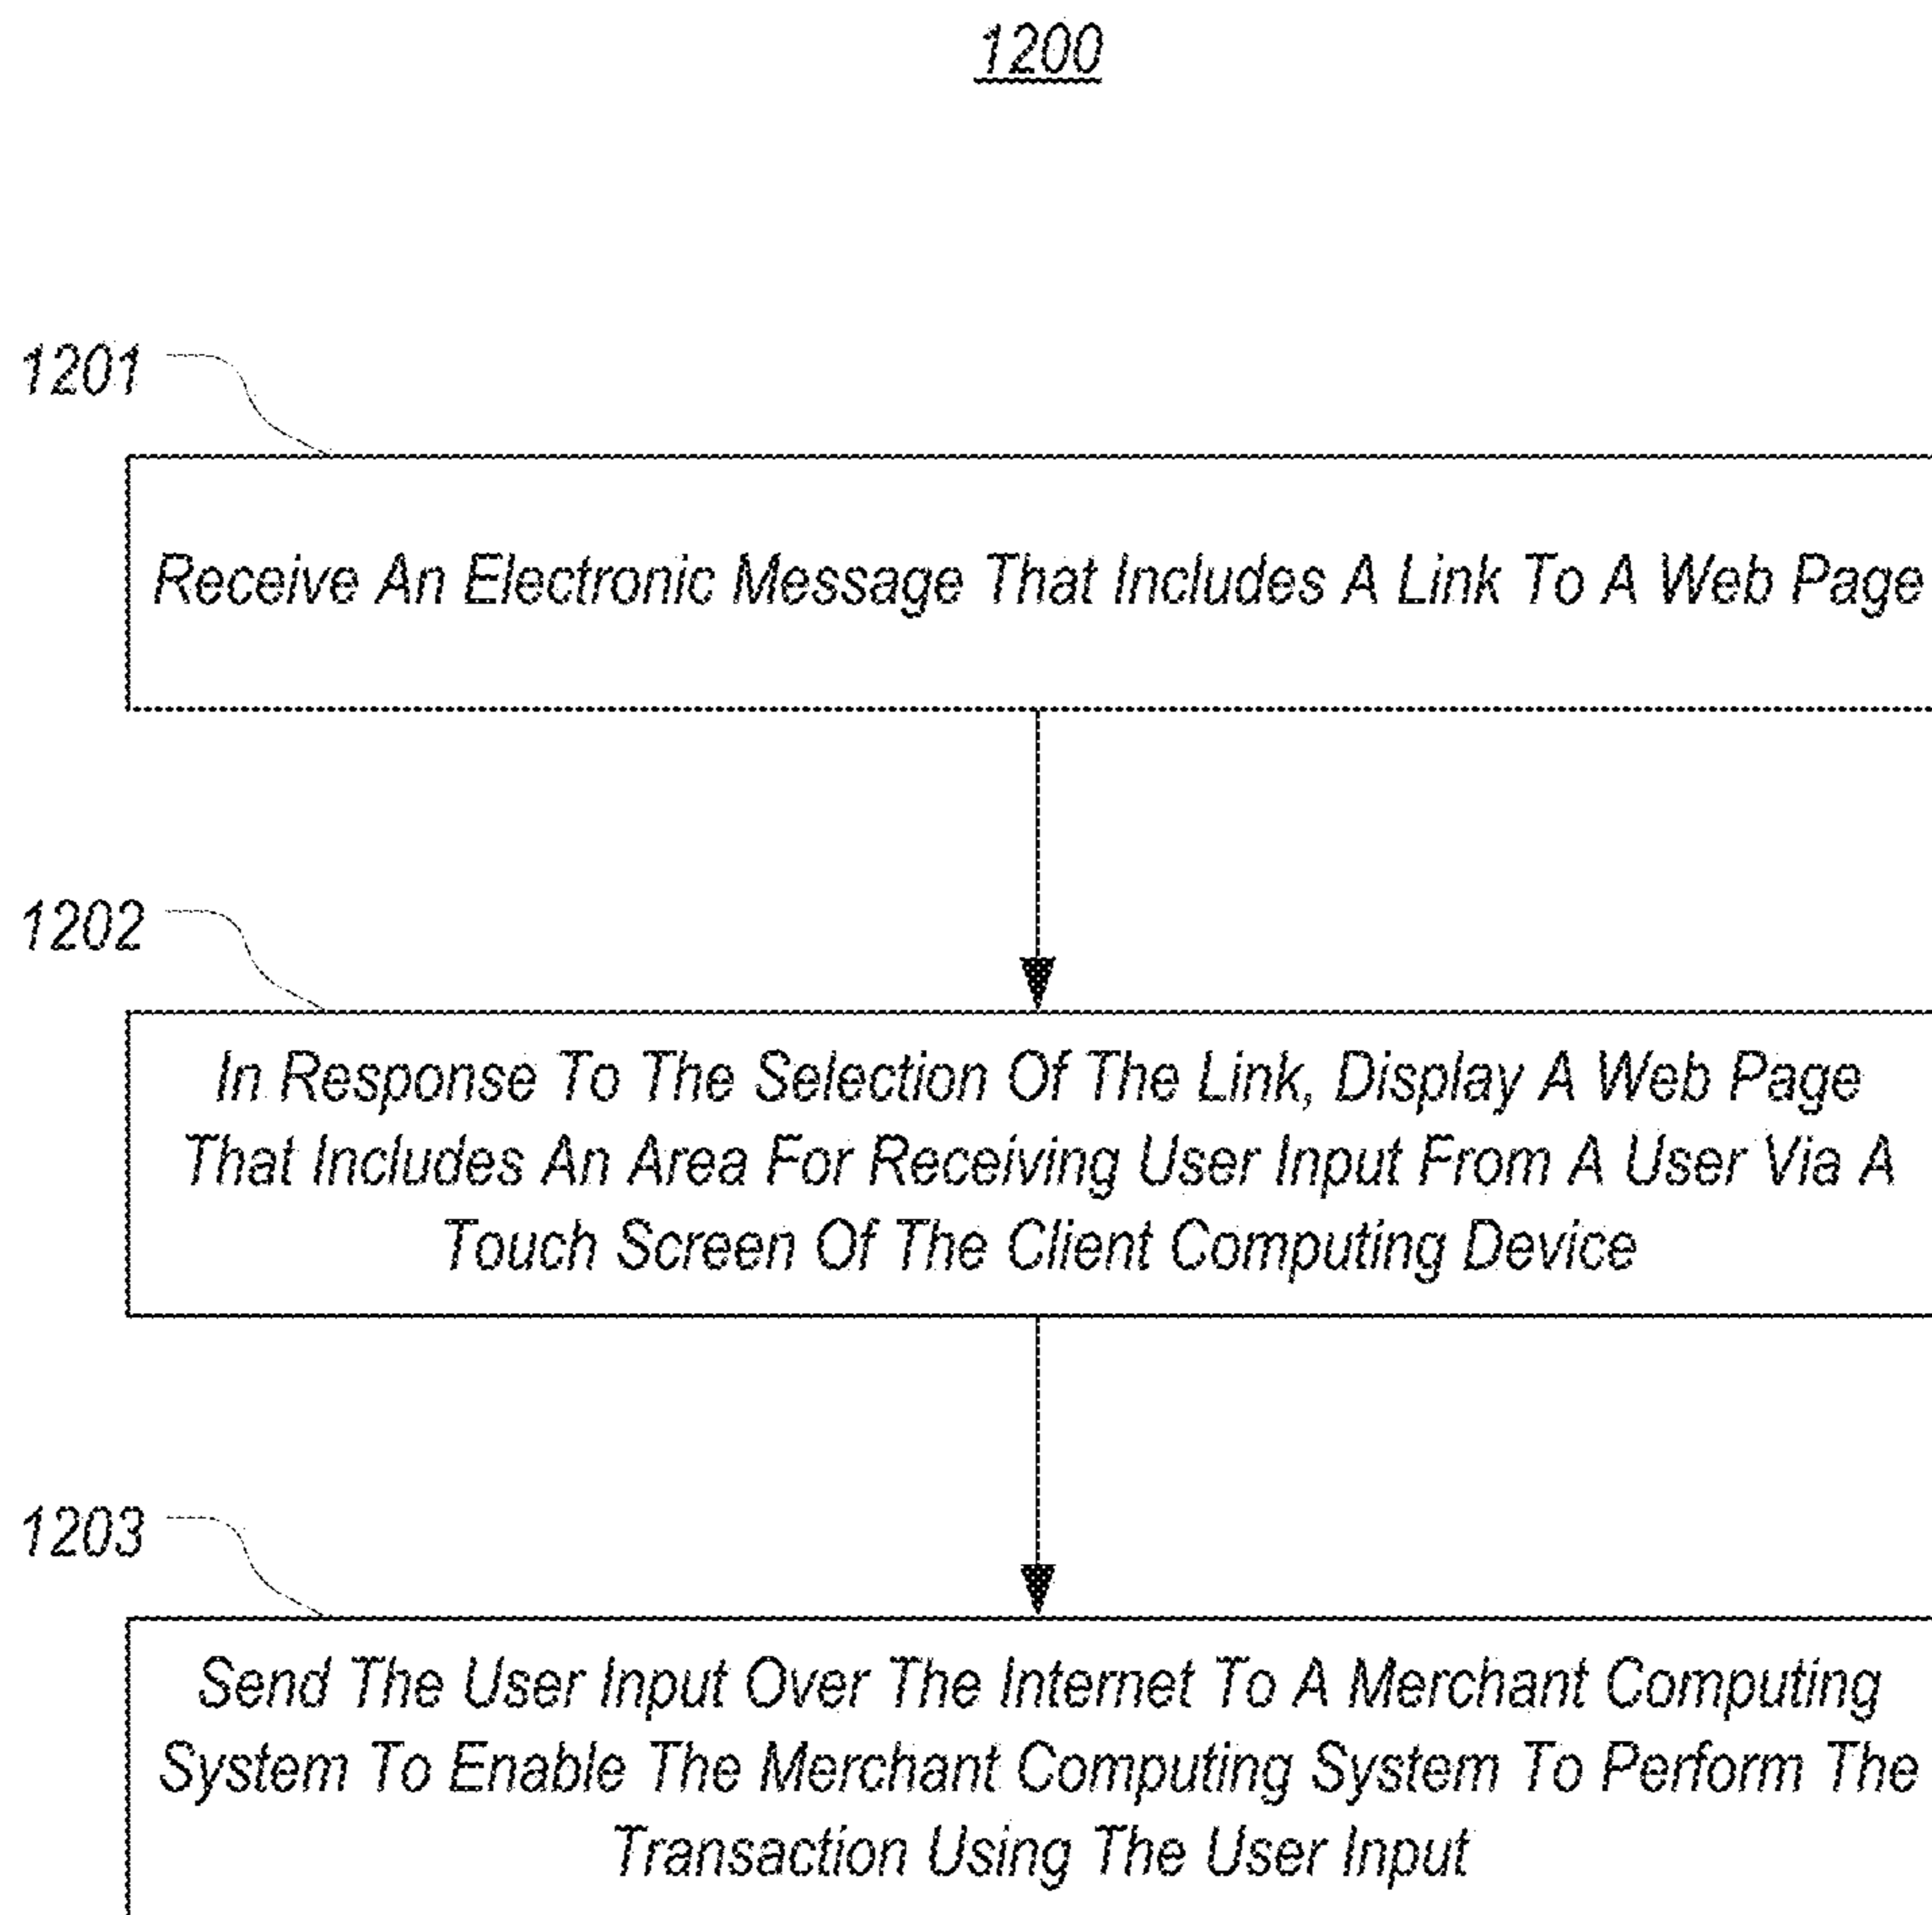 1200
1201
Receive An Electronic Message That Includes A Link To A Web Page
1202
In Response To The Selection Of The Link, Display A Web Page
That Includes An Area For Receiving User Input From A User Via A
Touch Screen Of The Client Computing Device
1203
Send The User Input Over The Internet To A Merchant Computing
System To Enable The Merchant Computing System To Perform The
Transaction Using The User Input